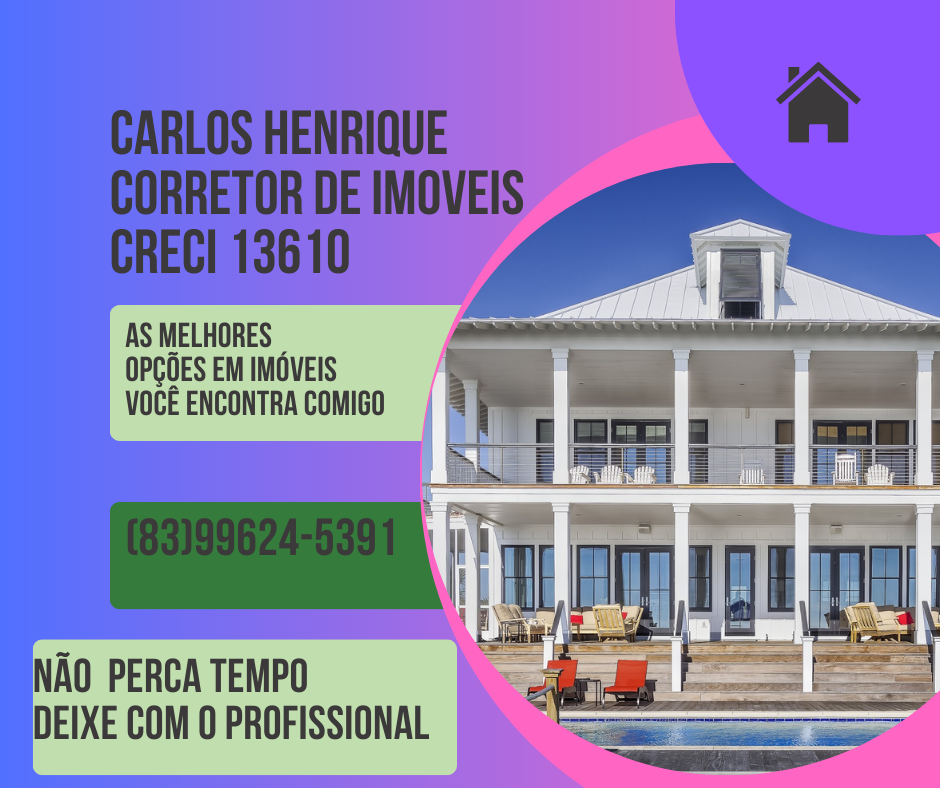 CARLOS HENRIQUE
CORRETOR DE IMOVEIS
CRECI 13610
AS MELHORES
OPÇÕES EM IMÓVEIS
VOCÊ ENCONTRA COMIGO
(83)99624-5391
NÃO PERCA TEMPO
DEIXE COM O PROFISSIONAL